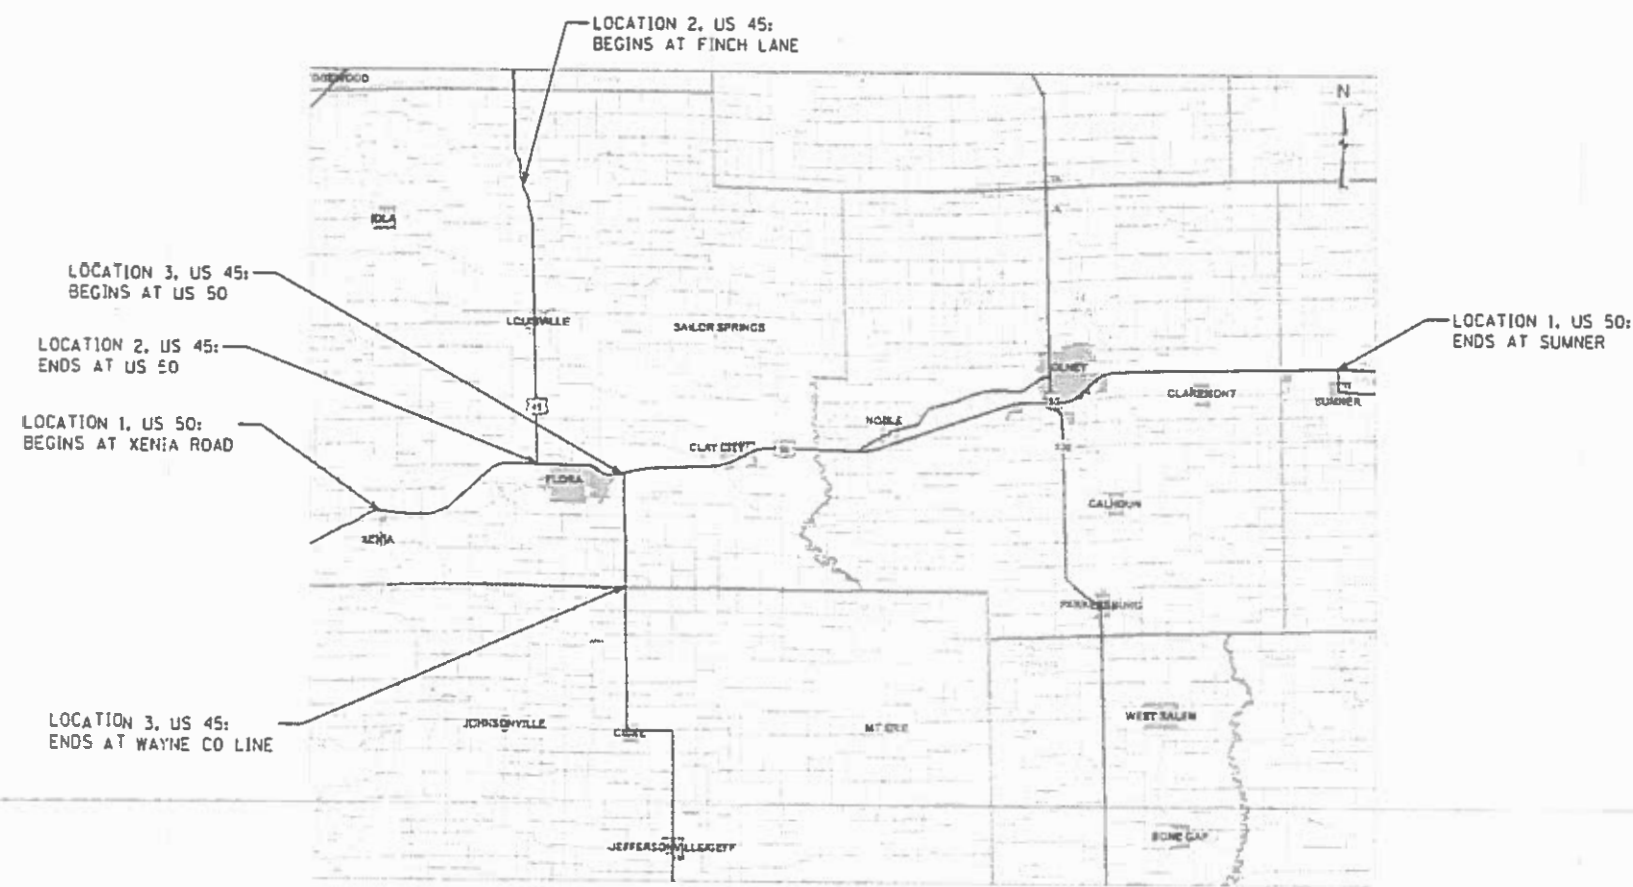 LOCATION 2, US 45:
BEGINS AT FINCH LANE
N
IOLA
LOCATION 3, US 45:
BEGINS AT US 50
LOUISVILLE
SAILOR SPRINGS
LOCATION 1, US 50:
ENDS AT SUMNER
LOCATION 2, US 45:
ENDS AT US 50
OLNEY
CLAREMONT
SUMNER
45
NOBLE
LOCATION 1, US 50:
BEGINS AT XENIA ROAD
CLAY CITY
50
FLORA
CALHOUN
XENIA
PARKERSBURG
LOCATION 3, US 45:
ENDS AT WAYNE CO LINE
JOHNSONVILLE
CISNE
MT ERIE
WEST SALEM
BONE GAP
JEFFERSONVILLE/GEFF